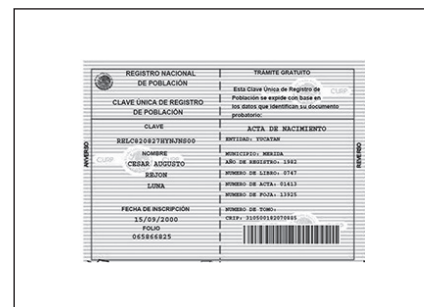 REGISTRO NACIONAL
DE POBLACIÓN
CLAVE ÚNICA DE REGISTRO
DE POBLACIÓN
CLAVE
RELC820827HYNJNS00
NOMBRE
CESAR AUGUSTO
REJON
LUNA
FECHA DE INSCRIPCIÓN
15/09/2000
FOLIO
065866825
ANVERSO
TRÁMITE GRATUITO
Esta Clave Única de Registro de
Población se expide con base en
los datos que identifican su documento
probatorio:
ACTA DE NACIMIENTO
ENTIDAD: YUCATAN
MUNICIPIO: MERIDA
AÑO DE REGISTRO: 1982
NUMERO DE LIBRO: 0747
NUMERO DE ACTA: 01613
NUMERO DE FOJA: 13925
NUMERO DE TOMO:
CRIP:
REVERSO
CURP
CURP